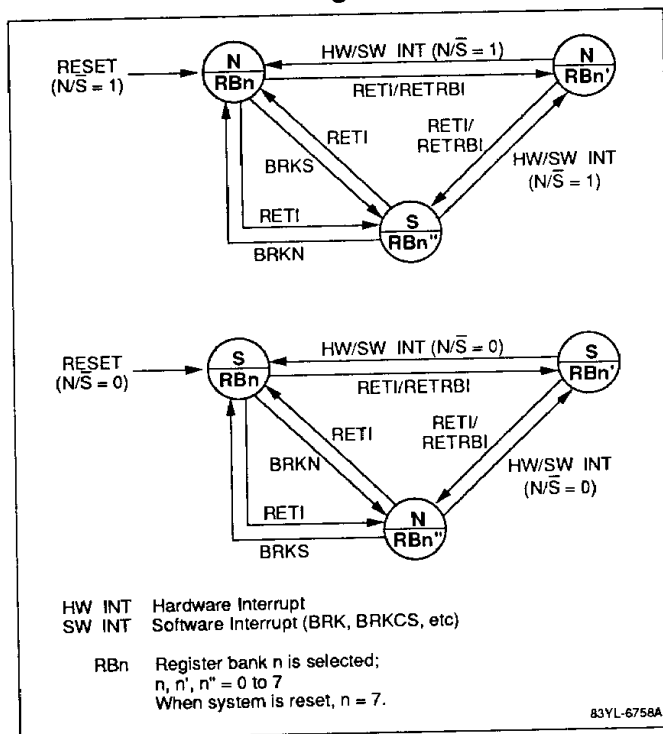 HW/SW INT (N/S̅ = 1)
RESET
(N/S̅ = 1)
N
RBn
N
RBn'
RETI/RETRBI
RETI
RETI/
RETRBI
BRKS
HW/SW INT
(N/S̅ = 1)
RETI
S
RBn"
BRKN
HW/SW INT (N/S̅ = 0)
RESET
(N/S̅ = 0)
S
RBn
S
RBn'
RETI/RETRBI
RETI
RETI/
RETRBI
BRKN
HW/SW INT
(N/S̅ = 0)
RETI
N
RBn"
BRKS
HW INT Hardware Interrupt
SW INT Software Interrupt (BRK, BRKCS, etc)
RBn Register bank n is selected;
n, n', n" = 0 to 7
When system is reset, n = 7.
83YL-6758A